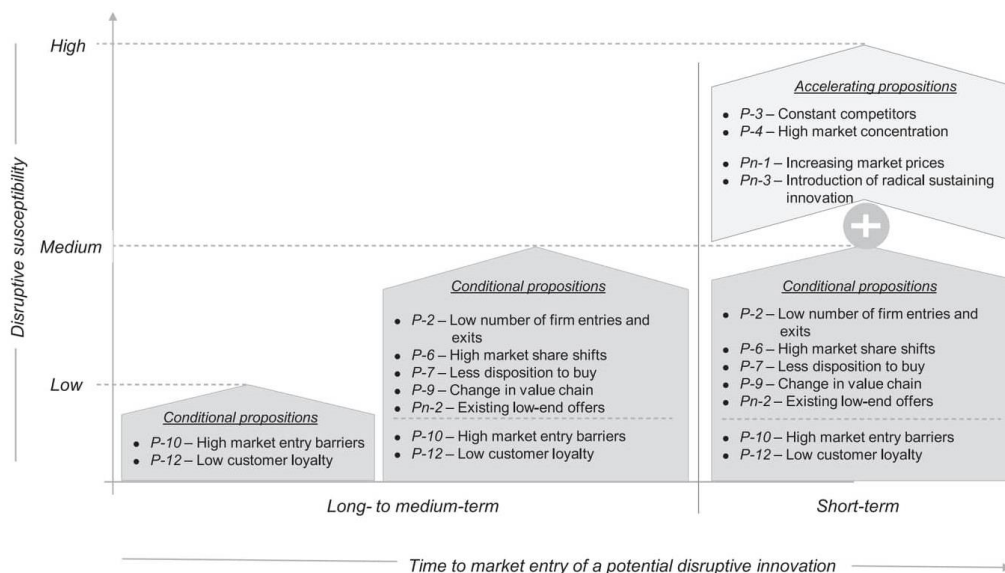 High
Accelerating propositions
• P-3 – Constant competitors
• P-4 – High market concentration
• Pn-1 – Increasing market prices
• Pn-3 – Introduction of radical sustaining
innovation
Disruptive susceptibility
Medium
Conditional propositions
• P-2 – Low number of firm entries and
exits
• P-6 – High market share shifts
• P-7 – Less disposition to buy
• P-9 – Change in value chain
• Pn-2 – Existing low-end offers
• P-10 – High market entry barriers
• P-12 – Low customer loyalty
Conditional propositions
• P-2 – Low number of firm entries and
exits
• P-6 – High market share shifts
• P-7 – Less disposition to buy
• P-9 – Change in value chain
• Pn-2 – Existing low-end offers
• P-10 – High market entry barriers
• P-12 – Low customer loyalty
Low
Conditional propositions
• P-10 – High market entry barriers
• P-12 – Low customer loyalty
Long- to medium-term
Short-term
Time to market entry of a potential disruptive innovation